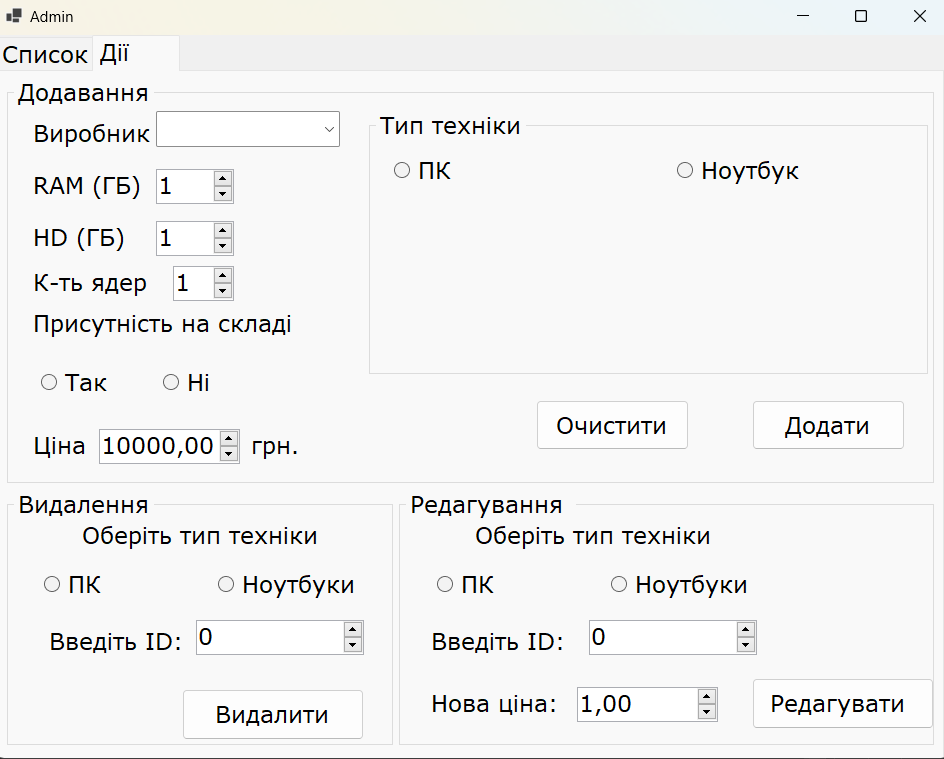 Admin
Список Дії
Додавання
Виробник
Тип техніки
ПК Ноутбук
RAM (ГБ) 1
HD (ГБ) 1
К-ть ядер 1
Присутність на складі
Так Ні
Ціна 10000,00 грн.
Очистити Додати
Видалення
Оберіть тип техніки
ПК Ноутбуки
Введіть ID: 0
Видалити
Редагування
Оберіть тип техніки
ПК Ноутбуки
Введіть ID: 0
Нова ціна: 1,00 Редагувати